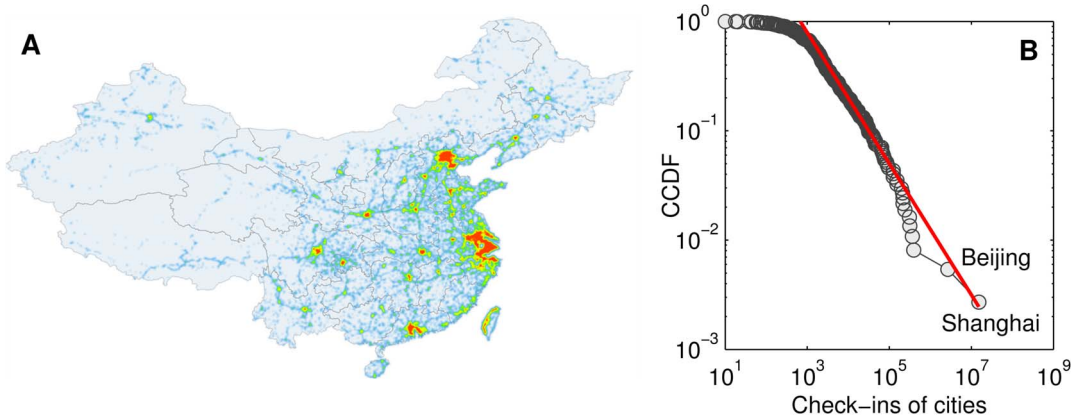 A
B
CCDF
10^0
10^−1
10^−2
10^−3
Beijing
Shanghai
10^1 10^3 10^5 10^7 10^9
Check−ins of cities